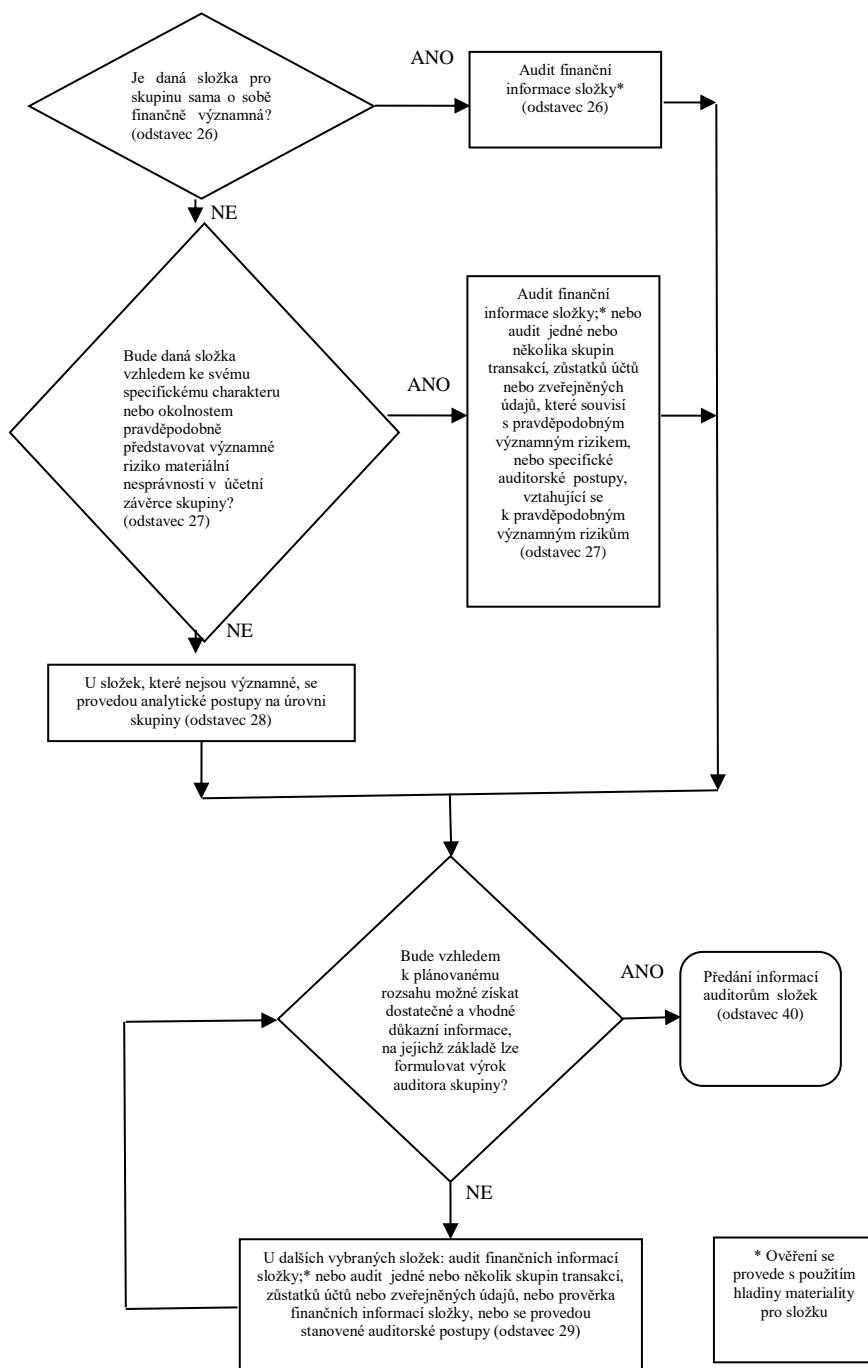 Je daná složka pro
skupinu sama o sobě
finančně významná?
(odstavec 26)
ANO
Audit finanční
informace složky*
(odstavec 26)
NE
Bude daná složka
vzhledem ke svému
specifickému charakteru
nebo okolnostem
pravděpodobně
představovat významné
riziko materiální
nesprávnosti v účetní
závěrce skupiny?
(odstavec 27)
ANO
Audit finanční
informace složky;* nebo
audit jedné nebo
několika skupin
transakcí, zůstatků účtů
nebo zveřejněných
údajů, které souvisí
s pravděpodobným
významným rizikem,
nebo specifické
auditorské postupy,
vztahující se
k pravděpodobným
významným rizikům
(odstavec 27)
NE
U složek, které nejsou významné, se
provedou analytické postupy na úrovni
skupiny (odstavec 28)
Bude vzhledem
k plánovanému
rozsahu možné získat
dostatečné a vhodné
důkazní informace,
na jejichž základě lze
formulovat výrok
auditora skupiny?
ANO
Předání informací
auditorům složek
(odstavec 40)
NE
U dalších vybraných složek: audit finančních informací
složky;* nebo audit jedné nebo několik skupin transakcí,
zůstatků účtů nebo zveřejněných údajů, nebo prověrka
finančních informací složky, nebo se provedou
stanovené auditorské postupy (odstavec 29)
* Ověření se
provede s použitím
hladiny materiality
pro složku